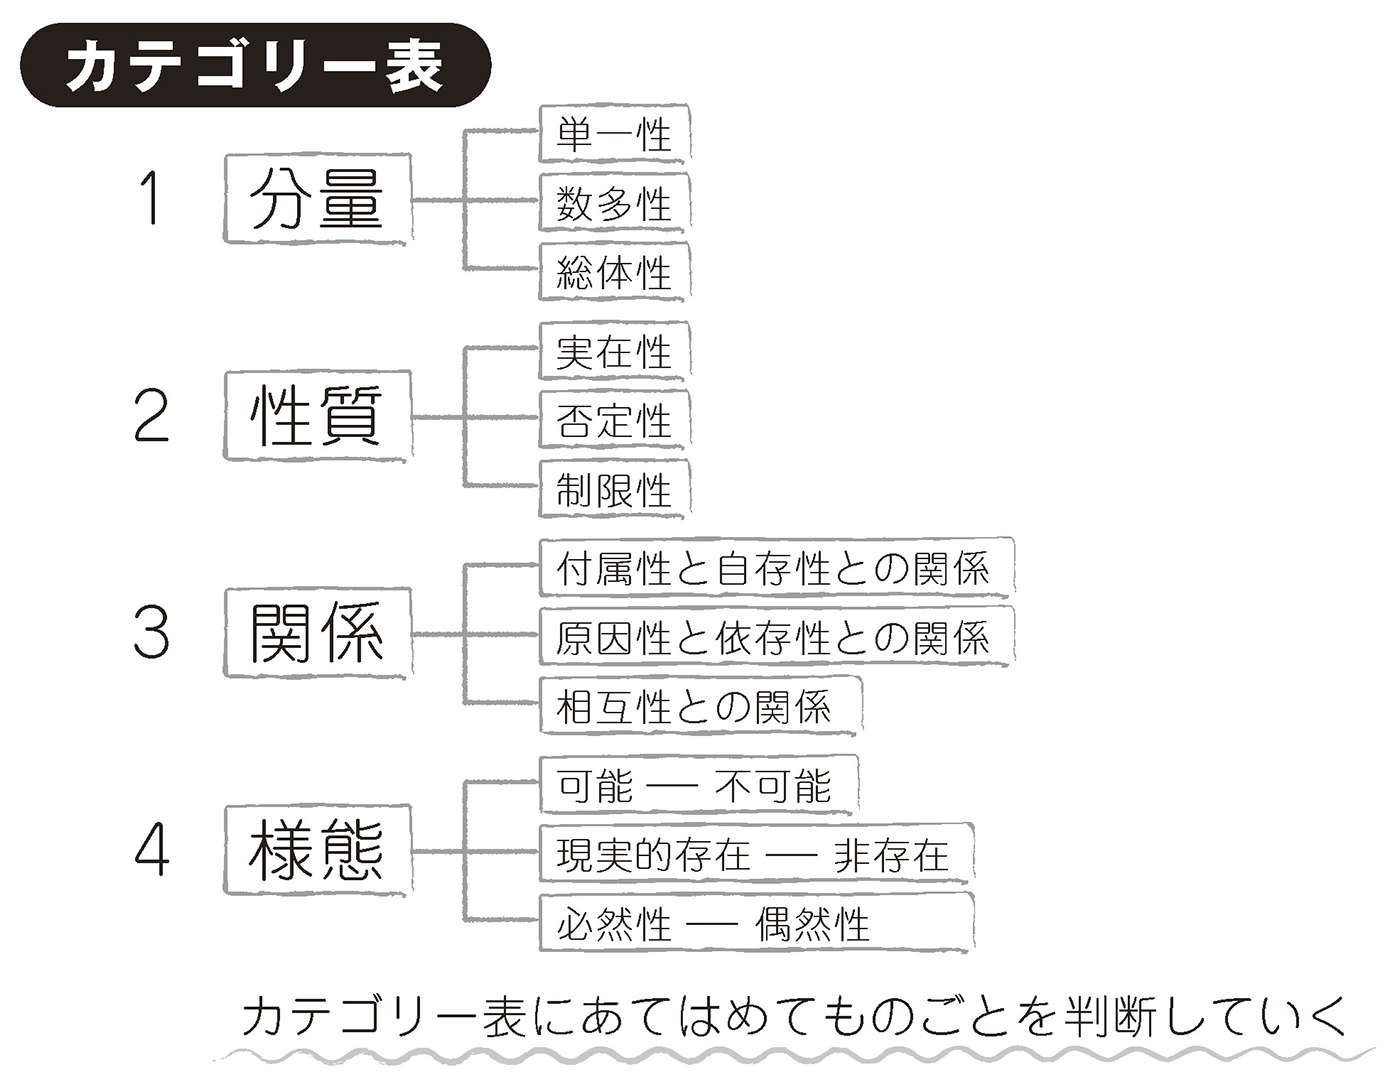 カテゴリー表
1 分量
単一性
数多性
総体性
2 性質
実在性
否定性
制限性
3 関係
付属性と自存性との関係
原因性と依存性との関係
相互性との関係
4 様態
可能 ― 不可能
現実的存在 ― 非存在
必然性 ― 偶然性
カテゴリー表にあてはめてものごとを判断していく